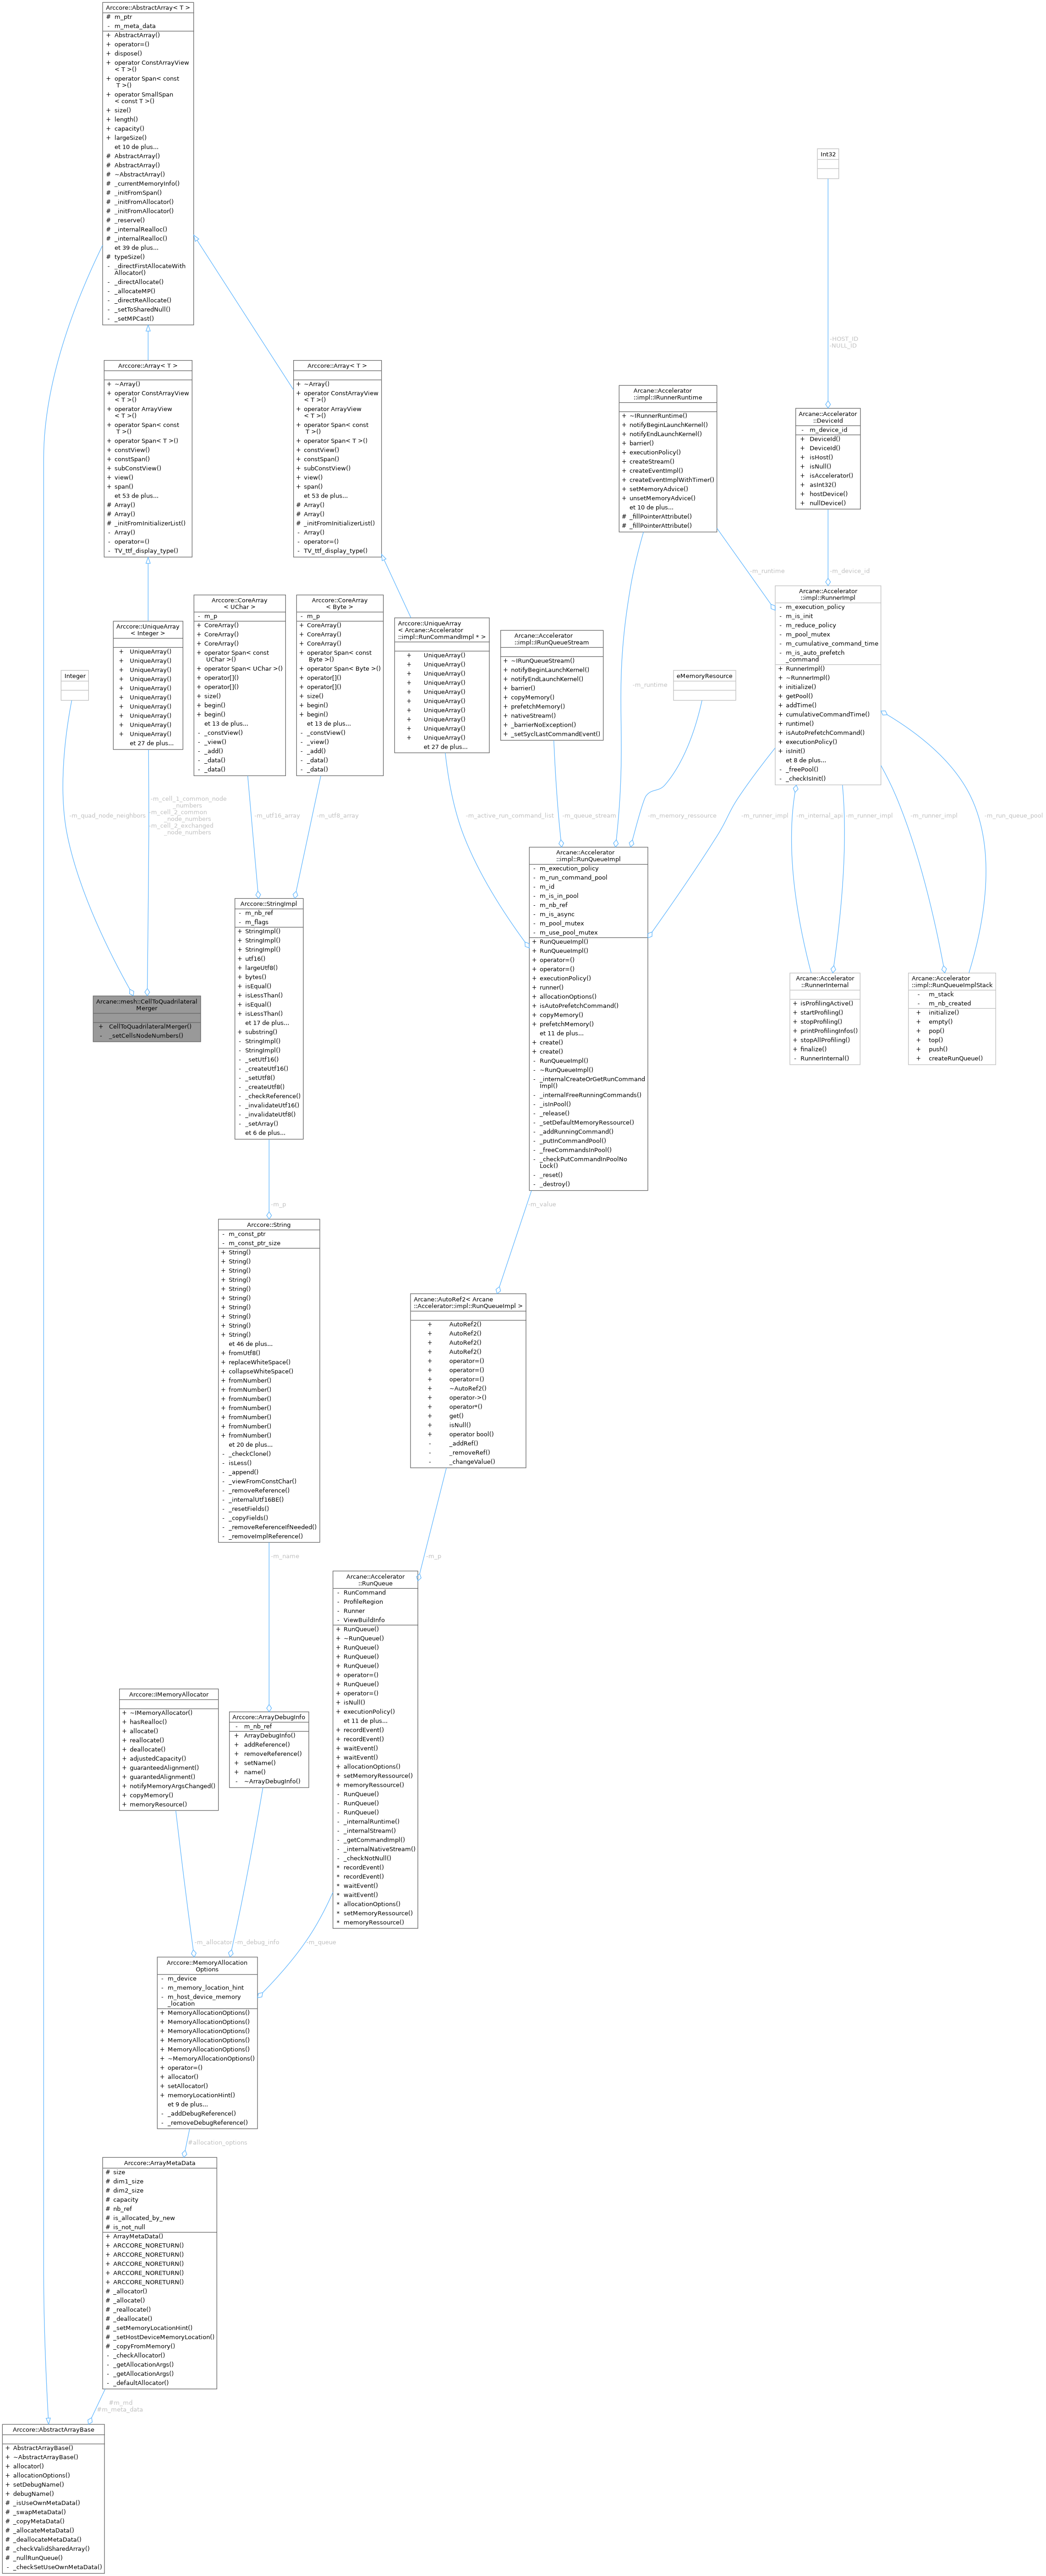 Arccore::AbstractArray< T >
# m_ptr
- m_meta_data
+ AbstractArray()
+ operator=()
+ dispose()
+ operator ConstArrayView
< T >()
+ operator Span< const
T >()
+ operator SmallSpan
< const T >()
+ size()
+ length()
+ capacity()
+ largeSize()
et 10 de plus...
# AbstractArray()
# AbstractArray()
# ~AbstractArray()
# _currentMemoryInfo()
# _initFromSpan()
# _initFromAllocator()
# _initFromAllocator()
# _reserve()
# _internalRealloc()
# _internalRealloc()
et 39 de plus...
# typeSize()
- _directFirstAllocateWith
Allocator()
- _directAllocate()
- _allocateMP()
- _directReAllocate()
- _setToSharedNull()
- _setMPCast()
Int32
-HOST_ID
-NULL_ID
Arccore::Array< T >
+ ~Array()
+ operator ConstArrayView
< T >()
+ operator ArrayView
< T >()
+ operator Span< const
T >()
+ operator Span< T >()
+ constView()
+ constSpan()
+ subConstView()
+ view()
+ span()
et 53 de plus...
# Array()
# Array()
# _initFromInitializerList()
- Array()
- operator=()
- TV_ttf_display_type()
Arccore::Array< T >
+ ~Array()
+ operator ConstArrayView
< T >()
+ operator ArrayView
< T >()
+ operator Span< const
T >()
+ operator Span< T >()
+ constView()
+ constSpan()
+ subConstView()
+ view()
+ span()
et 53 de plus...
# Array()
# Array()
# _initFromInitializerList()
- Array()
- operator=()
- TV_ttf_display_type()
Arcane::Accelerator
::impl::IRunnerRuntime
+ ~IRunnerRuntime()
+ notifyBeginLaunchKernel()
+ notifyEndLaunchKernel()
+ barrier()
+ executionPolicy()
+ createStream()
+ createEventImpl()
+ createEventImplWithTimer()
+ setMemoryAdvice()
+ unsetMemoryAdvice()
et 10 de plus...
# _fillPointerAttribute()
# _fillPointerAttribute()
Arcane::Accelerator
::DeviceId
- m_device_id
+ DeviceId()
+ DeviceId()
+ isHost()
+ isNull()
+ isAccelerator()
+ asInt32()
+ hostDevice()
+ nullDevice()
-m_runtime
-m_device_id
Integer
Arccore::UniqueArray
< Integer >
+ UniqueArray()
+ UniqueArray()
+ UniqueArray()
+ UniqueArray()
+ UniqueArray()
+ UniqueArray()
+ UniqueArray()
+ UniqueArray()
+ UniqueArray()
+ UniqueArray()
et 27 de plus...
Arccore::CoreArray
< UChar >
- m_p
+ CoreArray()
+ CoreArray()
+ CoreArray()
+ operator Span< const
UChar >()
+ operator Span< UChar >()
+ operator[]()
+ operator[]()
+ size()
+ begin()
+ begin()
et 13 de plus...
- _constView()
- _view()
- _add()
- _data()
- _data()
Arccore::CoreArray
< Byte >
- m_p
+ CoreArray()
+ CoreArray()
+ CoreArray()
+ operator Span< const
Byte >()
+ operator Span< Byte >()
+ operator[]()
+ operator[]()
+ size()
+ begin()
+ begin()
et 13 de plus...
- _constView()
- _view()
- _add()
- _data()
- _data()
Arccore::UniqueArray
< Arcane::Accelerator
::impl::RunCommandImpl * >
+ UniqueArray()
+ UniqueArray()
+ UniqueArray()
+ UniqueArray()
+ UniqueArray()
+ UniqueArray()
+ UniqueArray()
+ UniqueArray()
+ UniqueArray()
+ UniqueArray()
et 27 de plus...
Arcane::Accelerator
::impl::IRunQueueStream
+ ~IRunQueueStream()
+ notifyBeginLaunchKernel()
+ notifyEndLaunchKernel()
+ barrier()
+ copyMemory()
+ prefetchMemory()
+ nativeStream()
+ _barrierNoException()
+ _setSyclLastCommandEvent()
-m_runtime
eMemoryResource
Arcane::Accelerator
::impl::RunnerImpl
- m_execution_policy
- m_is_init
- m_reduce_policy
- m_pool_mutex
- m_cumulative_command_time
- m_is_auto_prefetch
_command
+ RunnerImpl()
+ ~RunnerImpl()
+ initialize()
+ getPool()
+ addTime()
+ cumulativeCommandTime()
+ runtime()
+ isAutoPrefetchCommand()
+ executionPolicy()
+ isInit()
et 8 de plus...
- _freePool()
- _checkIsInit()
-m_quad_node_neighbors
-m_cell_1_common_node
_numbers
-m_cell_2_common
_node_numbers
-m_cell_2_exchanged
_node_numbers
-m_utf16_array
-m_utf8_array
-m_active_run_command_list
-m_queue_stream
-m_memory_ressource
-m_runner_impl
-m_internal_api
-m_runner_impl
-m_runner_impl
-m_run_queue_pool
Arcane::mesh::CellToQuadrilateral
Merger
+ CellToQuadrilateralMerger()
- _setCellsNodeNumbers()
Arccore::StringImpl
- m_nb_ref
- m_flags
+ StringImpl()
+ StringImpl()
+ StringImpl()
+ utf16()
+ largeUtf8()
+ bytes()
+ isEqual()
+ isLessThan()
+ isEqual()
+ isLessThan()
et 17 de plus...
+ substring()
- StringImpl()
- StringImpl()
- _setUtf16()
- _createUtf16()
- _setUtf8()
- _createUtf8()
- _checkReference()
- _invalidateUtf16()
- _invalidateUtf8()
- _setArray()
et 6 de plus...
Arcane::Accelerator
::impl::RunQueueImpl
- m_execution_policy
- m_run_command_pool
- m_id
- m_is_in_pool
- m_nb_ref
- m_is_async
- m_pool_mutex
- m_use_pool_mutex
+ RunQueueImpl()
+ RunQueueImpl()
+ operator=()
+ operator=()
+ executionPolicy()
+ runner()
+ allocationOptions()
+ isAutoPrefetchCommand()
+ copyMemory()
+ prefetchMemory()
et 11 de plus...
+ create()
+ create()
- RunQueueImpl()
- ~RunQueueImpl()
- _internalCreateOrGetRunCommand
Impl()
- _internalFreeRunningCommands()
- _isInPool()
- _release()
- _setDefaultMemoryRessource()
- _addRunningCommand()
- _putInCommandPool()
- _freeCommandsInPool()
- _checkPutCommandInPoolNo
Lock()
- _reset()
- _destroy()
Arcane::Accelerator
::RunnerInternal
+ isProfilingActive()
+ startProfiling()
+ stopProfiling()
+ printProfilingInfos()
+ stopAllProfiling()
+ finalize()
- RunnerInternal()
Arcane::Accelerator
::impl::RunQueueImplStack
- m_stack
- m_nb_created
+ initialize()
+ empty()
+ pop()
+ top()
+ push()
+ createRunQueue()
-m_p
-m_value
Arccore::String
- m_const_ptr
- m_const_ptr_size
+ String()
+ String()
+ String()
+ String()
+ String()
+ String()
+ String()
+ String()
+ String()
+ String()
et 46 de plus...
+ fromUtf8()
+ replaceWhiteSpace()
+ collapseWhiteSpace()
+ fromNumber()
+ fromNumber()
+ fromNumber()
+ fromNumber()
+ fromNumber()
+ fromNumber()
+ fromNumber()
et 20 de plus...
- _checkClone()
- isLess()
- _append()
- _viewFromConstChar()
- _removeReference()
- _internalUtf16BE()
- _resetFields()
- _copyFields()
- _removeReferenceIfNeeded()
- _removeImplReference()
Arcane::AutoRef2< Arcane
::Accelerator::impl::RunQueueImpl >
+ AutoRef2()
+ AutoRef2()
+ AutoRef2()
+ AutoRef2()
+ operator=()
+ operator=()
+ operator=()
+ ~AutoRef2()
+ operator->()
+ operator*()
+ get()
+ isNull()
+ operator bool()
- _addRef()
- _removeRef()
- _changeValue()
-m_name
-m_p
Arcane::Accelerator
::RunQueue
- RunCommand
- ProfileRegion
- Runner
- ViewBuildInfo
+ RunQueue()
+ ~RunQueue()
+ RunQueue()
+ RunQueue()
+ RunQueue()
+ operator=()
+ RunQueue()
+ operator=()
+ isNull()
+ executionPolicy()
et 11 de plus...
+ recordEvent()
+ recordEvent()
+ waitEvent()
+ waitEvent()
+ allocationOptions()
+ setMemoryRessource()
+ memoryRessource()
- RunQueue()
- RunQueue()
- RunQueue()
- _internalRuntime()
- _internalStream()
- _getCommandImpl()
- _internalNativeStream()
- _checkNotNull()
* recordEvent()
* recordEvent()
* waitEvent()
* waitEvent()
* allocationOptions()
* setMemoryRessource()
* memoryRessource()
Arccore::IMemoryAllocator
+ ~IMemoryAllocator()
+ hasRealloc()
+ allocate()
+ reallocate()
+ deallocate()
+ adjustedCapacity()
+ guaranteedAlignment()
+ guarantedAlignment()
+ notifyMemoryArgsChanged()
+ copyMemory()
+ memoryResource()
Arccore::ArrayDebugInfo
- m_nb_ref
+ ArrayDebugInfo()
+ addReference()
+ removeReference()
+ setName()
+ name()
- ~ArrayDebugInfo()
-m_allocator
-m_debug_info
-m_queue
Arccore::MemoryAllocation
Options
- m_device
- m_memory_location_hint
- m_host_device_memory
_location
+ MemoryAllocationOptions()
+ MemoryAllocationOptions()
+ MemoryAllocationOptions()
+ MemoryAllocationOptions()
+ MemoryAllocationOptions()
+ ~MemoryAllocationOptions()
+ operator=()
+ allocator()
+ setAllocator()
+ memoryLocationHint()
et 9 de plus...
- _addDebugReference()
- _removeDebugReference()
#allocation_options
Arccore::ArrayMetaData
# size
# dim1_size
# dim2_size
# capacity
# nb_ref
# is_allocated_by_new
# is_not_null
+ ArrayMetaData()
+ ARCCORE_NORETURN()
+ ARCCORE_NORETURN()
+ ARCCORE_NORETURN()
+ ARCCORE_NORETURN()
+ ARCCORE_NORETURN()
# _allocator()
# _allocate()
# _reallocate()
# _deallocate()
# _setMemoryLocationHint()
# _setHostDeviceMemoryLocation()
# _copyFromMemory()
- _checkAllocator()
- _getAllocationArgs()
- _getAllocationArgs()
- _defaultAllocator()
#m_md
#m_meta_data
Arccore::AbstractArrayBase
+ AbstractArrayBase()
+ ~AbstractArrayBase()
+ allocator()
+ allocationOptions()
+ setDebugName()
+ debugName()
# _isUseOwnMetaData()
# _swapMetaData()
# _copyMetaData()
# _allocateMetaData()
# _deallocateMetaData()
# _checkValidSharedArray()
# _nullRunQueue()
- _checkSetUseOwnMetaData()